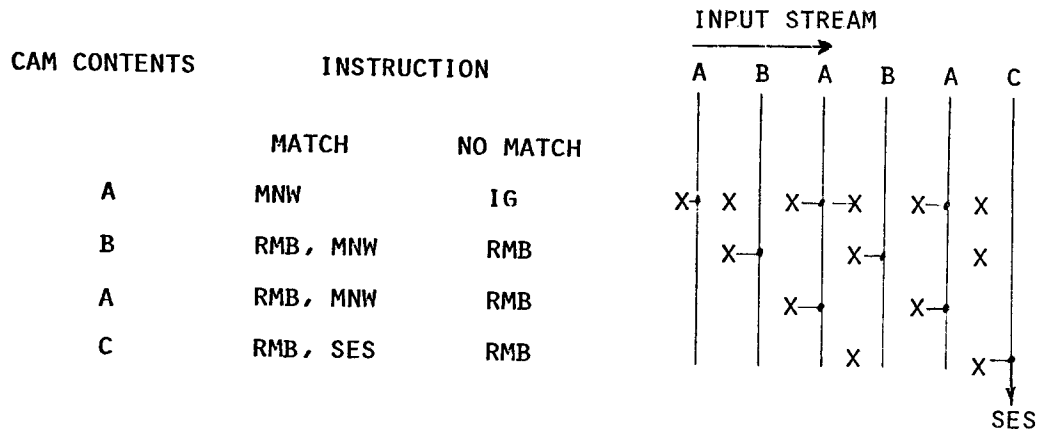 INPUT STREAM
CAM CONTENTS INSTRUCTION A B A B A C
MATCH NO MATCH
A MNW IG X X X X X X
B RMB, MNW RMB X X X
A RMB, MNW RMB X X
C RMB, SES RMB X X
SES